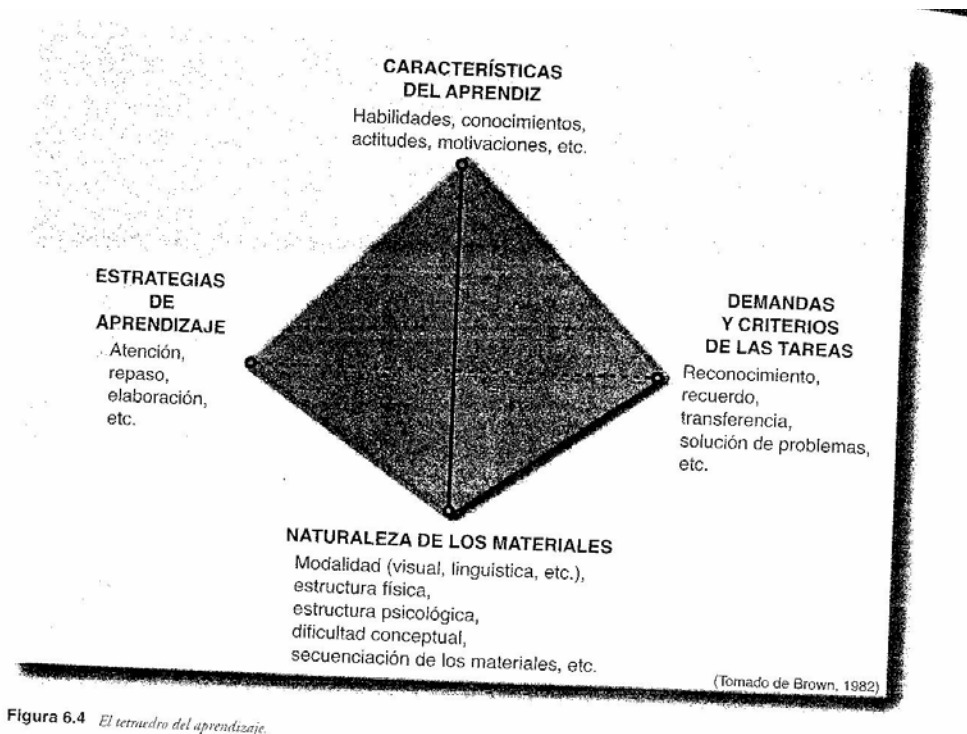 CARACTERÍSTICAS
DEL APRENDIZ
Habilidades, conocimientos,
actitudes, motivaciones, etc.
ESTRATEGIAS
DE
APRENDIZAJE
Atención,
repaso,
elaboración,
etc.
DEMANDAS
Y CRITERIOS
DE LAS TAREAS
Reconocimiento,
recuerdo,
transferencia,
solución de problemas,
etc.
NATURALEZA DE LOS MATERIALES
Modalidad (visual, linguística, etc.),
estructura física,
estructura psicológica,
dificultad conceptual,
secuenciación de los materiales, etc.
(Tomado de Brown, 1982)
Figura 6.4 El tetraedro del aprendizaje.